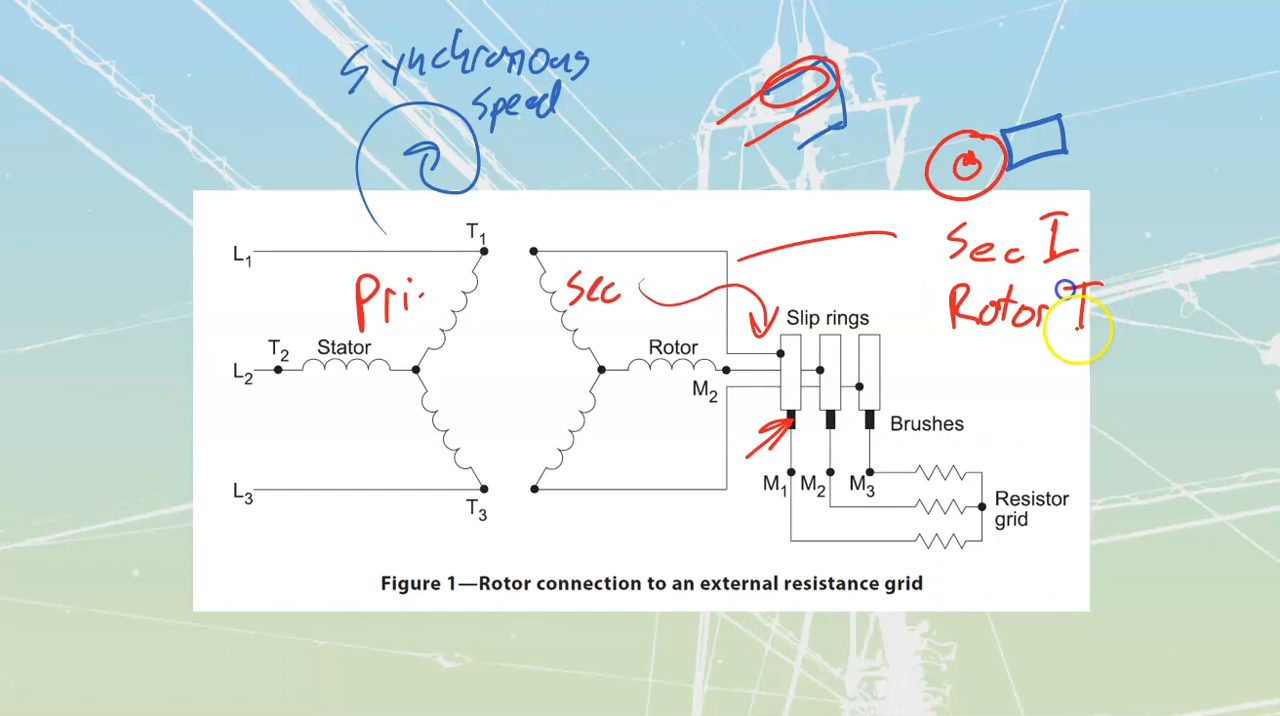 Synchronous
speed
Sec I
Rotor T
L1
T1
Pri.
Sec
Slip rings
L2
T2
Stator
Rotor
M2
Brushes
L3
T3
M1
M2
M3
Resistor
grid
Figure 1—Rotor connection to an external resistance grid